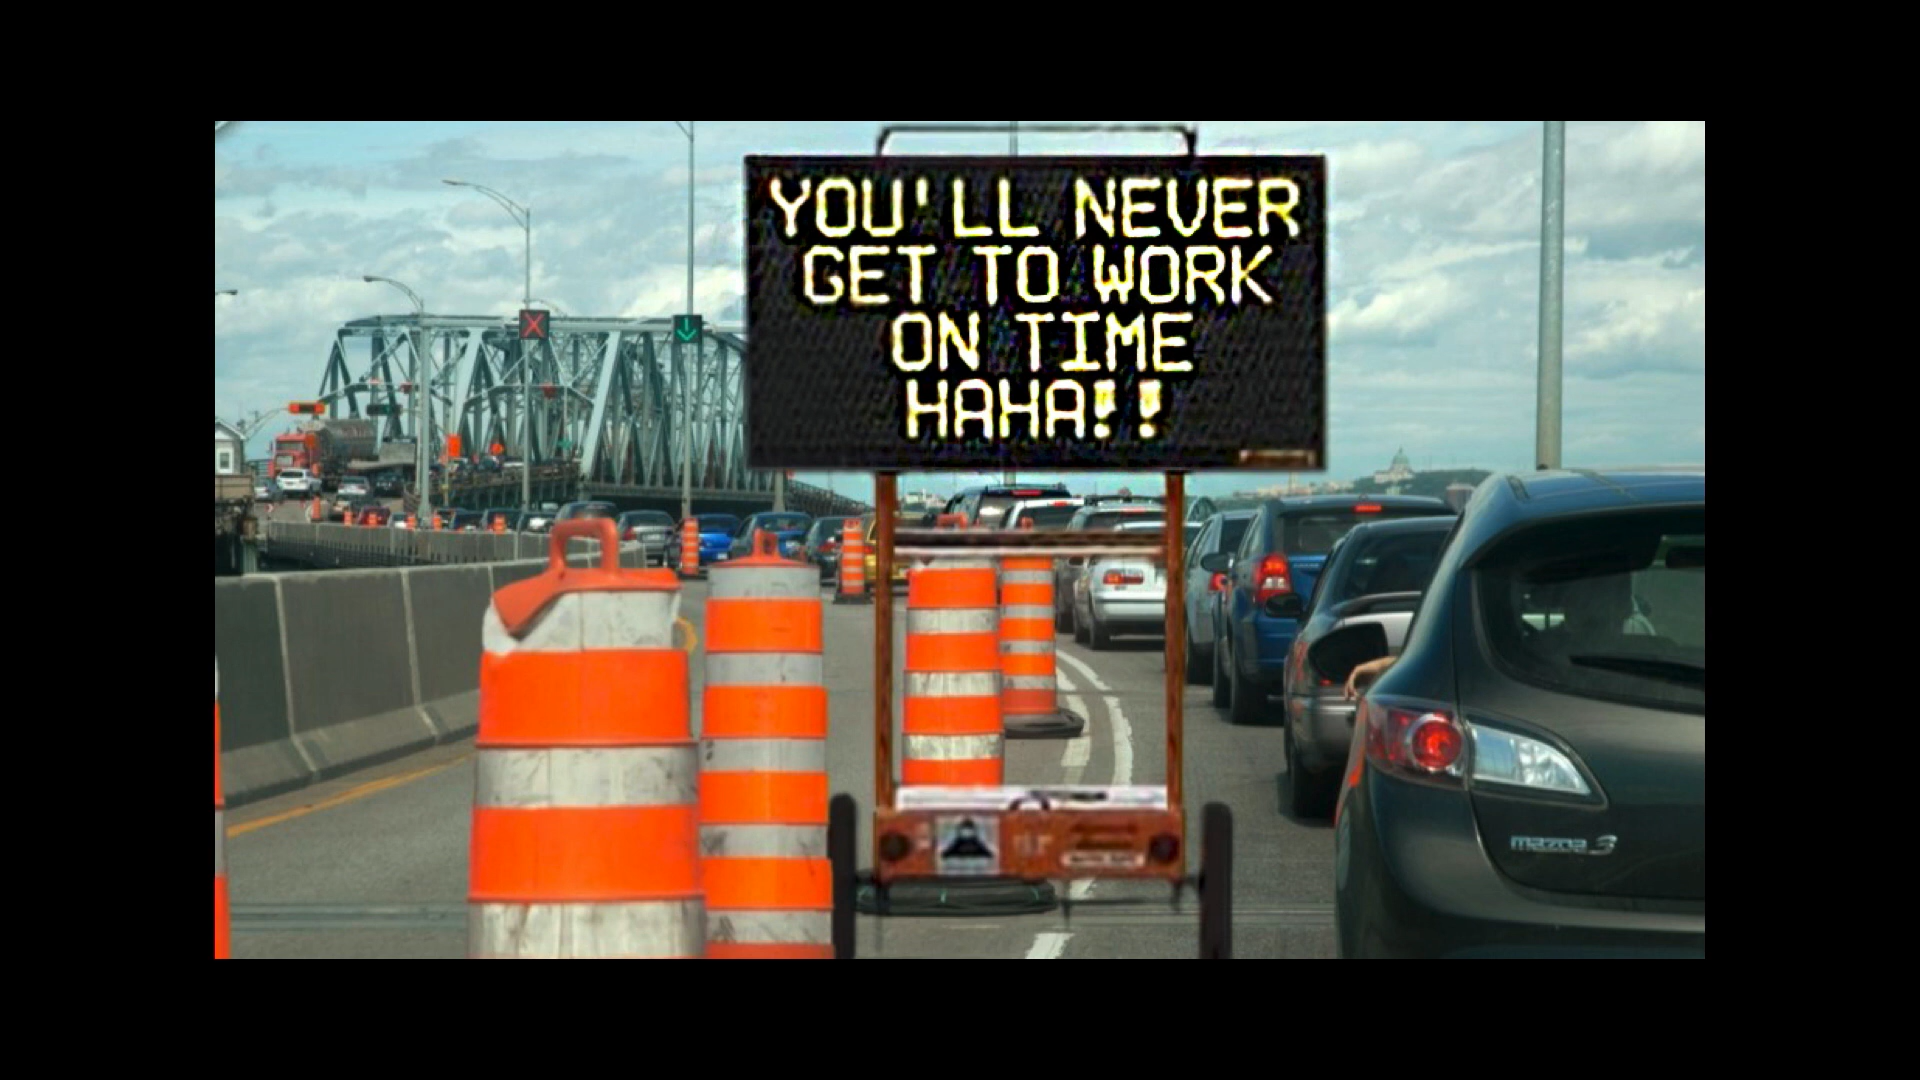 YOU'LL NEVER
GET TO WORK
ON TIME
HAHA!!
mazda 3